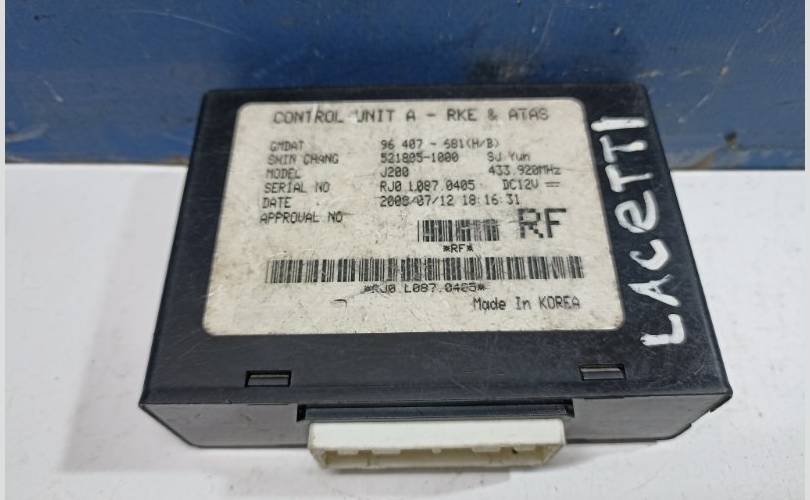 CONTROL UNIT A - RKE & ATAS
GMDAT 96 407 - 681(H/B)
SHIN CHANG 521805-1000 SJ Yun
MODEL J200 433.920MHz
SERIAL NO RJ0.L087.0405 DC12V
DATE 2008/07/12 18:16:31
APPROVAL NO
RF
*RF*
*RJ0.L087.0405*
Made In KOREA
LACETTI